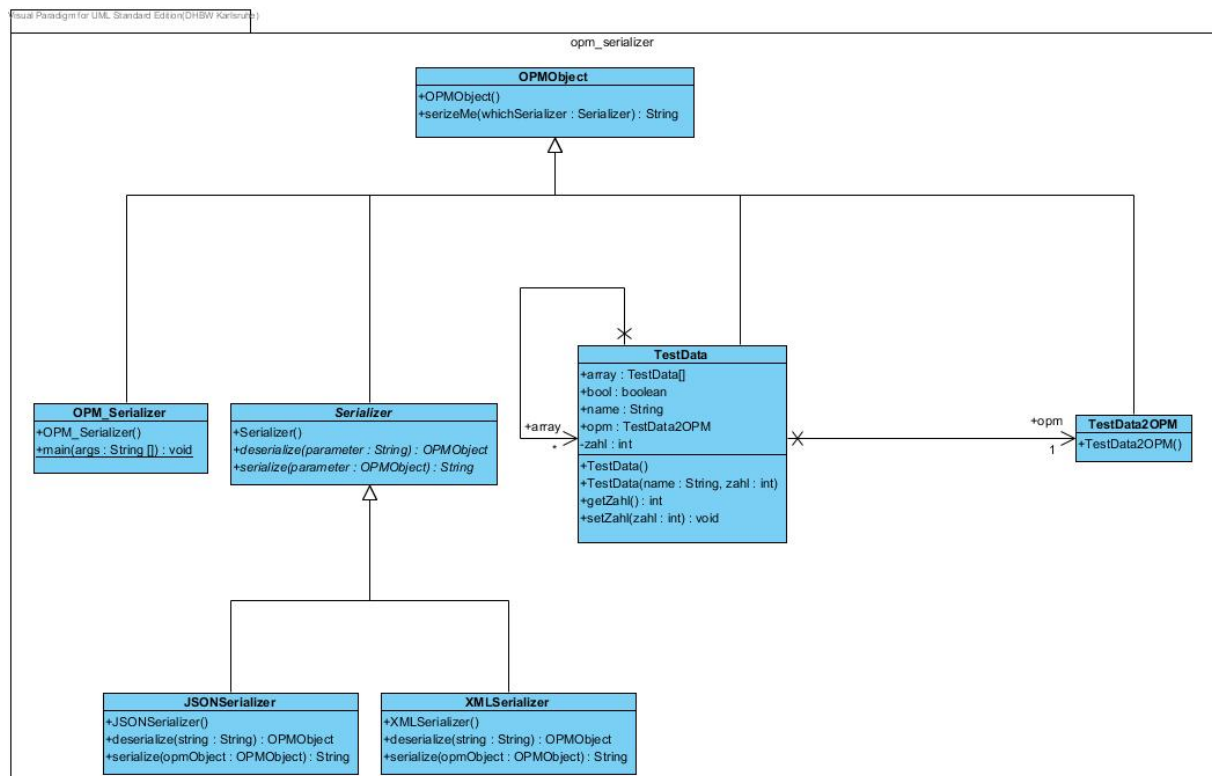 Visual Paradigm for UML Standard Edition(DHBW Karlsruhe)
opm_serializer
OPMObject
+OPMObject()
+serizeMe(whichSerializer : Serializer) : String
OPM_Serializer
+OPM_Serializer()
+main(args : String []) : void
Serializer
+Serializer()
+deserialize(parameter : String) : OPMObject
+serialize(parameter : OPMObject) : String
+array
*
TestData
+array : TestData[]
+bool : boolean
+name : String
+opm : TestData2OPM
-zahl : int
+TestData()
+TestData(name : String, zahl : int)
+getZahl() : int
+setZahl(zahl : int) : void
+opm
1
TestData2OPM
+TestData2OPM()
JSONSerializer
+JSONSerializer()
+deserialize(string : String) : OPMObject
+serialize(opmObject : OPMObject) : String
XMLSerializer
+XMLSerializer()
+deserialize(string : String) : OPMObject
+serialize(opmObject : OPMObject) : String